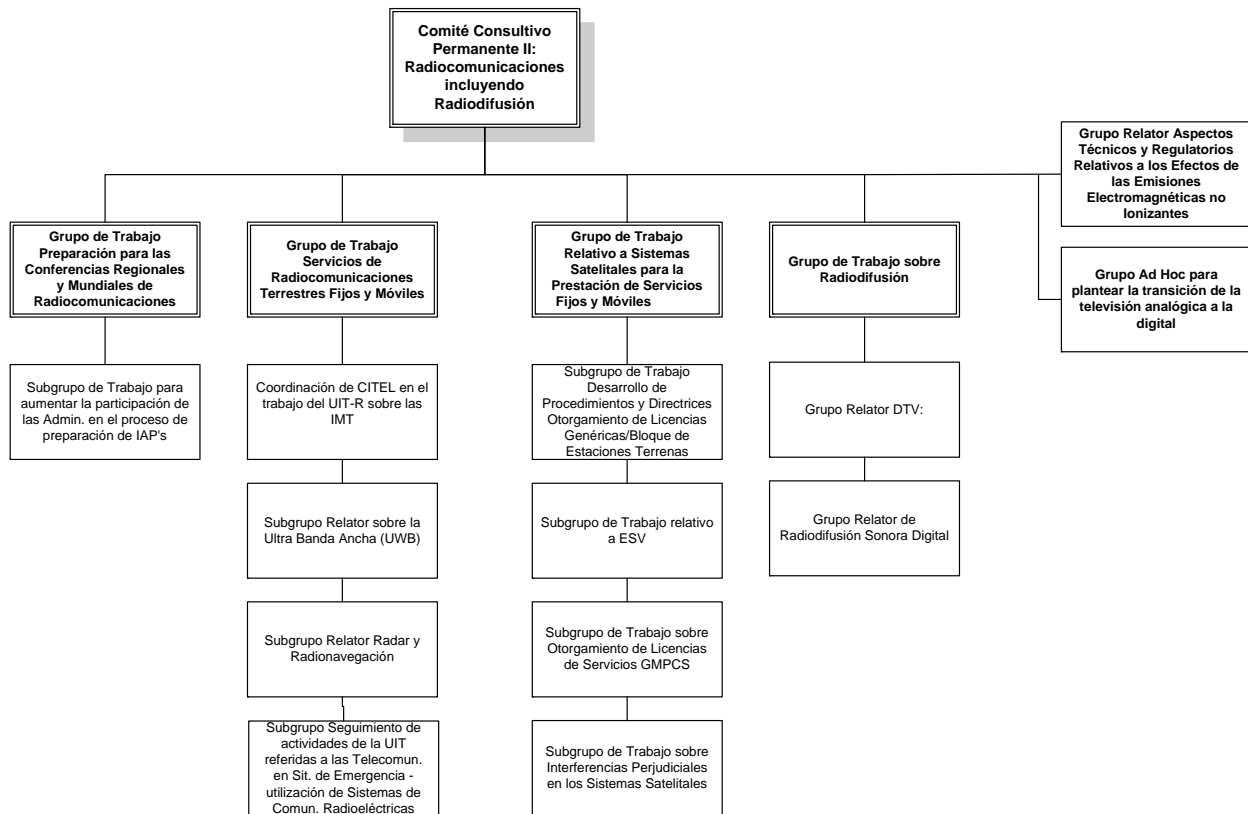 Comité Consultivo
Permanente II:
Radiocomunicaciones
incluyendo
Radiodifusión
Grupo Relator Aspectos
Técnicos y Regulatorios
Relativos a los Efectos de
las Emisiones
Electromagnéticas no
Ionizantes
Grupo Ad Hoc para
plantear la transición de la
televisión analógica a la
digital
Grupo de Trabajo
Preparación para las
Conferencias Regionales
y Mundiales de
Radiocomunicaciones
Subgrupo de Trabajo para
aumentar la participación de
las Admin. en el proceso de
preparación de IAP's
Grupo de Trabajo
Servicios de
Radiocomunicaciones
Terrestres Fijos y Móviles
Coordinación de CITEL en el
trabajo del UIT-R sobre las
IMT
Subgrupo Relator sobre la
Ultra Banda Ancha (UWB)
Subgrupo Relator Radar y
Radionavegación
Subgrupo Seguimiento de
actividades de la UIT
referidas a las Telecomun.
en Sit. de Emergencia -
utilización de Sistemas de
Comun. Radioeléctricas
Grupo de Trabajo
Relativo a Sistemas
Satelitales para la
Prestación de Servicios
Fijos y Móviles
Subgrupo de Trabajo
Desarrollo de
Procedimientos y Directrices
Otorgamiento de Licencias
Genéricas/Bloque de
Estaciones Terrenas
Subgrupo de Trabajo relativo
a ESV
Subgrupo de Trabajo sobre
Otorgamiento de Licencias
de Servicios GMPCS
Subgrupo de Trabajo sobre
Interferencias Perjudiciales
en los Sistemas Satelitales
Grupo de Trabajo sobre
Radiodifusión
Grupo Relator DTV:
Grupo Relator de
Radiodifusión Sonora Digital